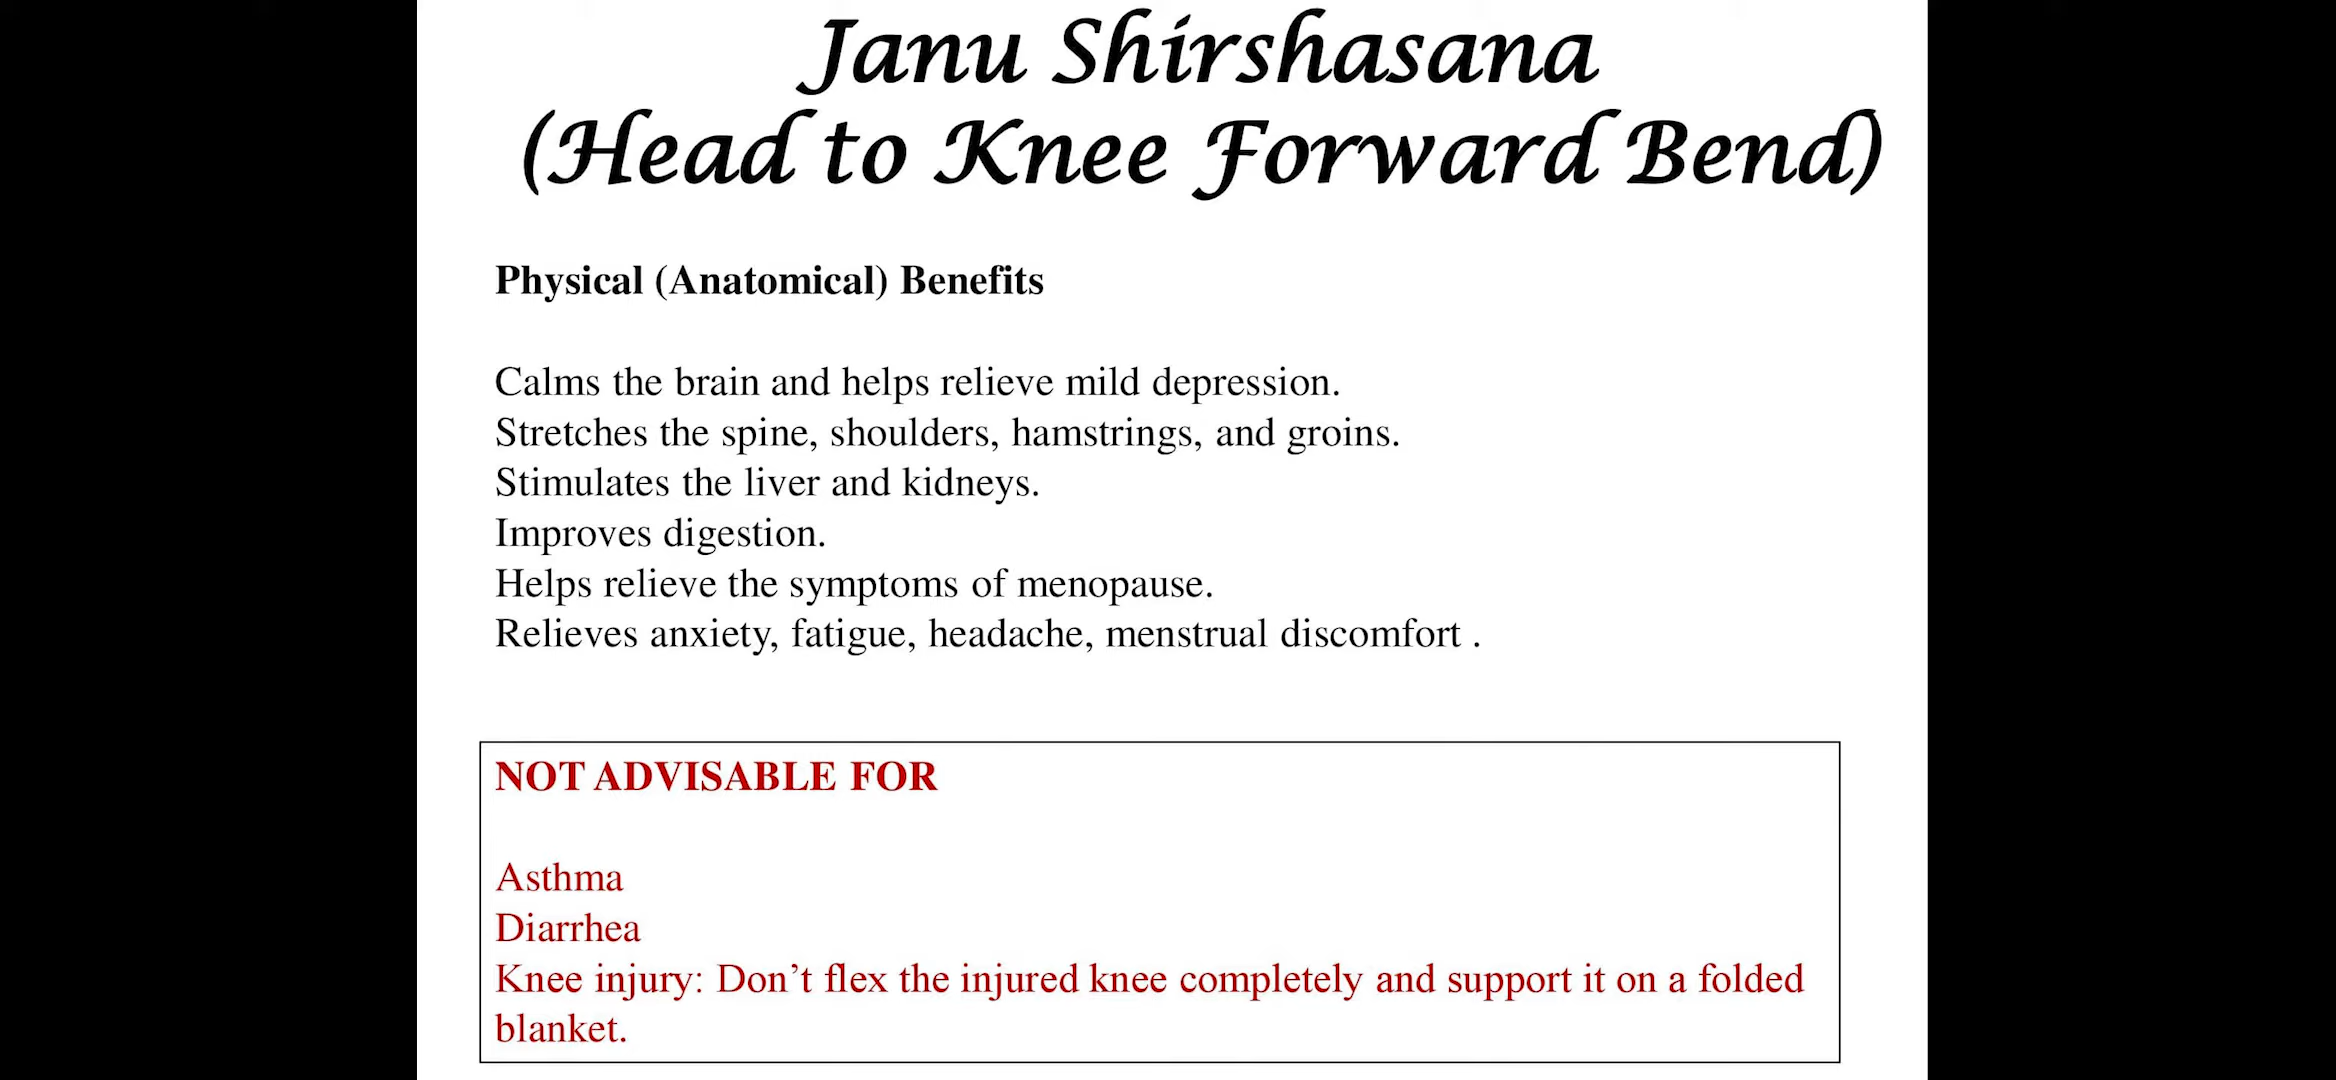 Janu Shirshasana
(Head to Knee Forward Bend)
Physical (Anatomical) Benefits
Calms the brain and helps relieve mild depression.
Stretches the spine, shoulders, hamstrings, and groins.
Stimulates the liver and kidneys.
Improves digestion.
Helps relieve the symptoms of menopause.
Relieves anxiety, fatigue, headache, menstrual discomfort .
NOT ADVISABLE FOR
Asthma
Diarrhea
Knee injury: Don’t flex the injured knee completely and support it on a folded
blanket.